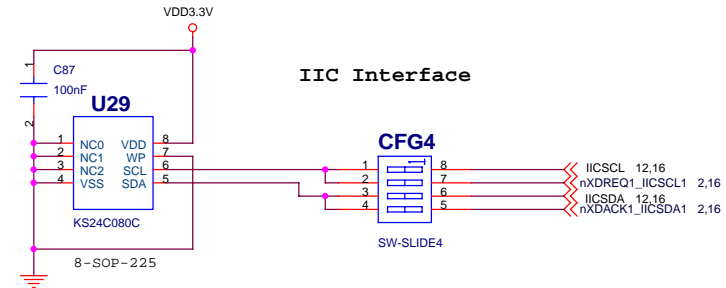 VDD3.3V
IIC Interface
1
C87
100nF
2
U29
1 NC0 VDD 8
2 NC1 WP 7
3 NC2 SCL 6
4 VSS SDA 5
KS24C080C
8-SOP-225
CFG4
1 8
2 7
3 6
4 5
SW-SLIDE4
IICSCL 12,16
nXDREQ1_IICSCL1 2,16
IICSDA 12,16
nXDACK1_IICSDA1 2,16